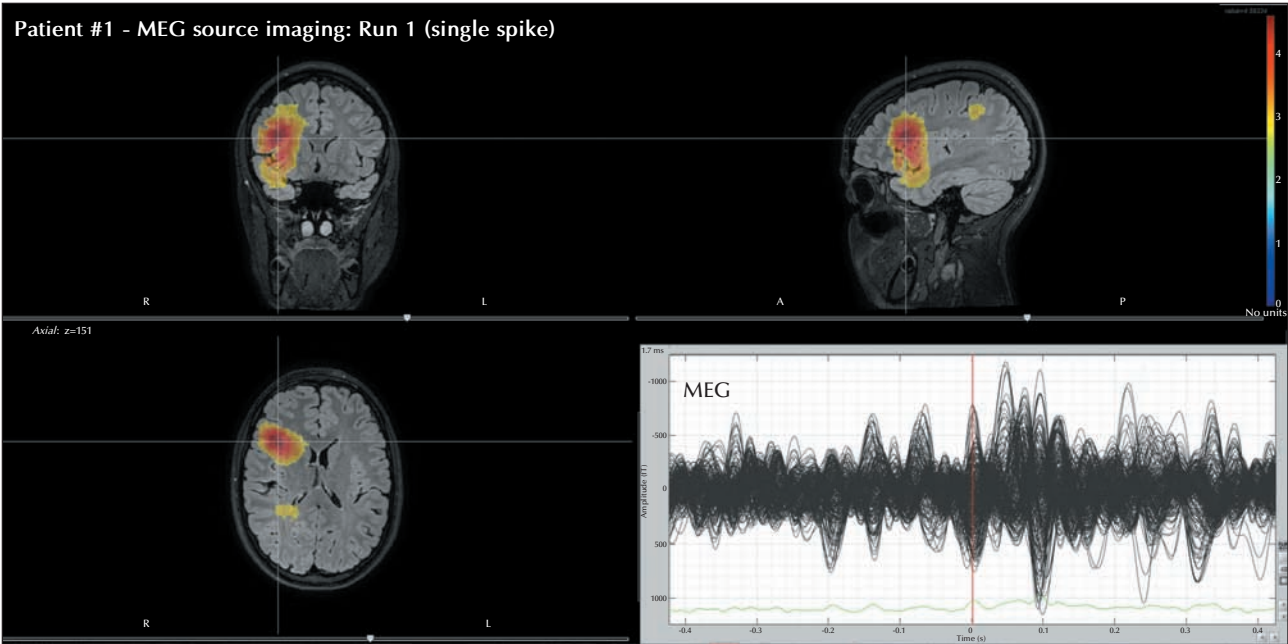 Patient #1 - MEG source imaging: Run 1 (single spike)
4
3
2
1
0
No units
R
L
A
P
Axial: z=151
R
L
1.7 ms
MEG
-1000
-500
0
500
1000
Amplitude (fT)
-0.4
-0.3
-0.2
-0.1
0
0.1
0.2
0.3
0.4
Time (s)